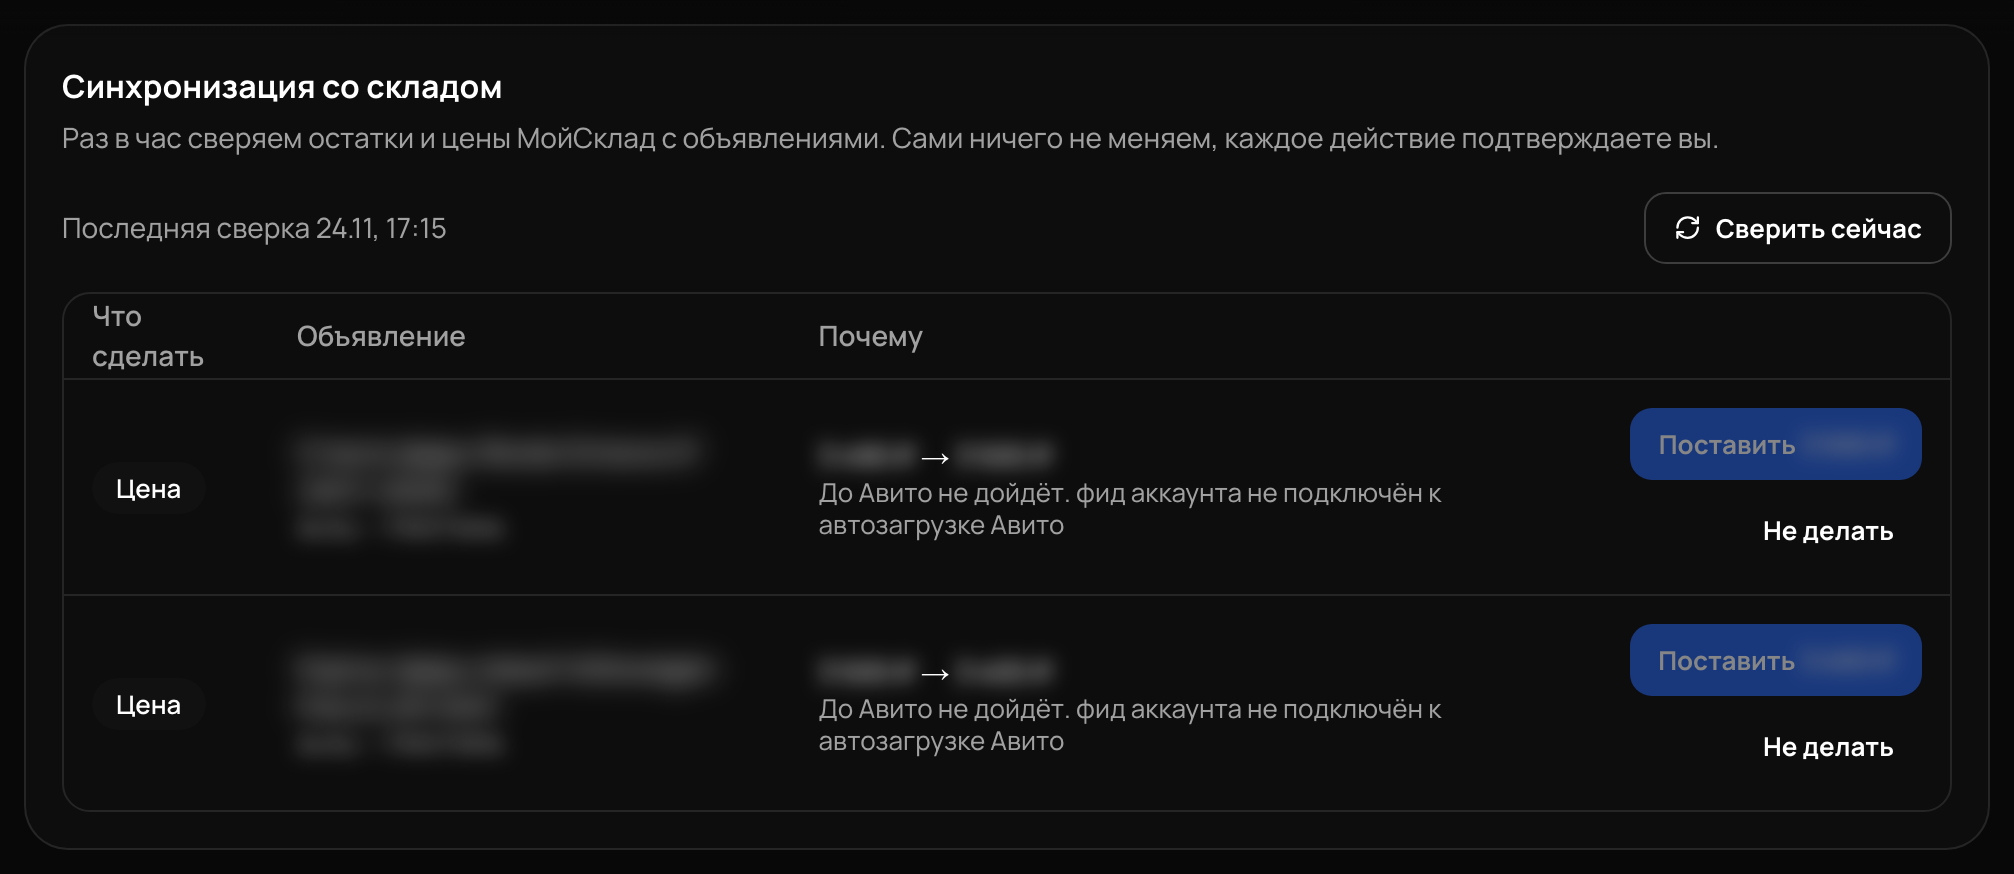 Синхронизация со складом
Раз в час сверяем остатки и цены МойСклад с объявлениями. Сами ничего не меняем, каждое действие подтверждаете вы.
Последняя сверка 24.11, 17:15
Сверить сейчас
Что
сделать
Объявление
Почему
Цена
→
До Авито не дойдёт. фид аккаунта не подключён к
автозагрузке Авито
Поставить
Не делать
Цена
→
До Авито не дойдёт. фид аккаунта не подключён к
автозагрузке Авито
Поставить
Не делать